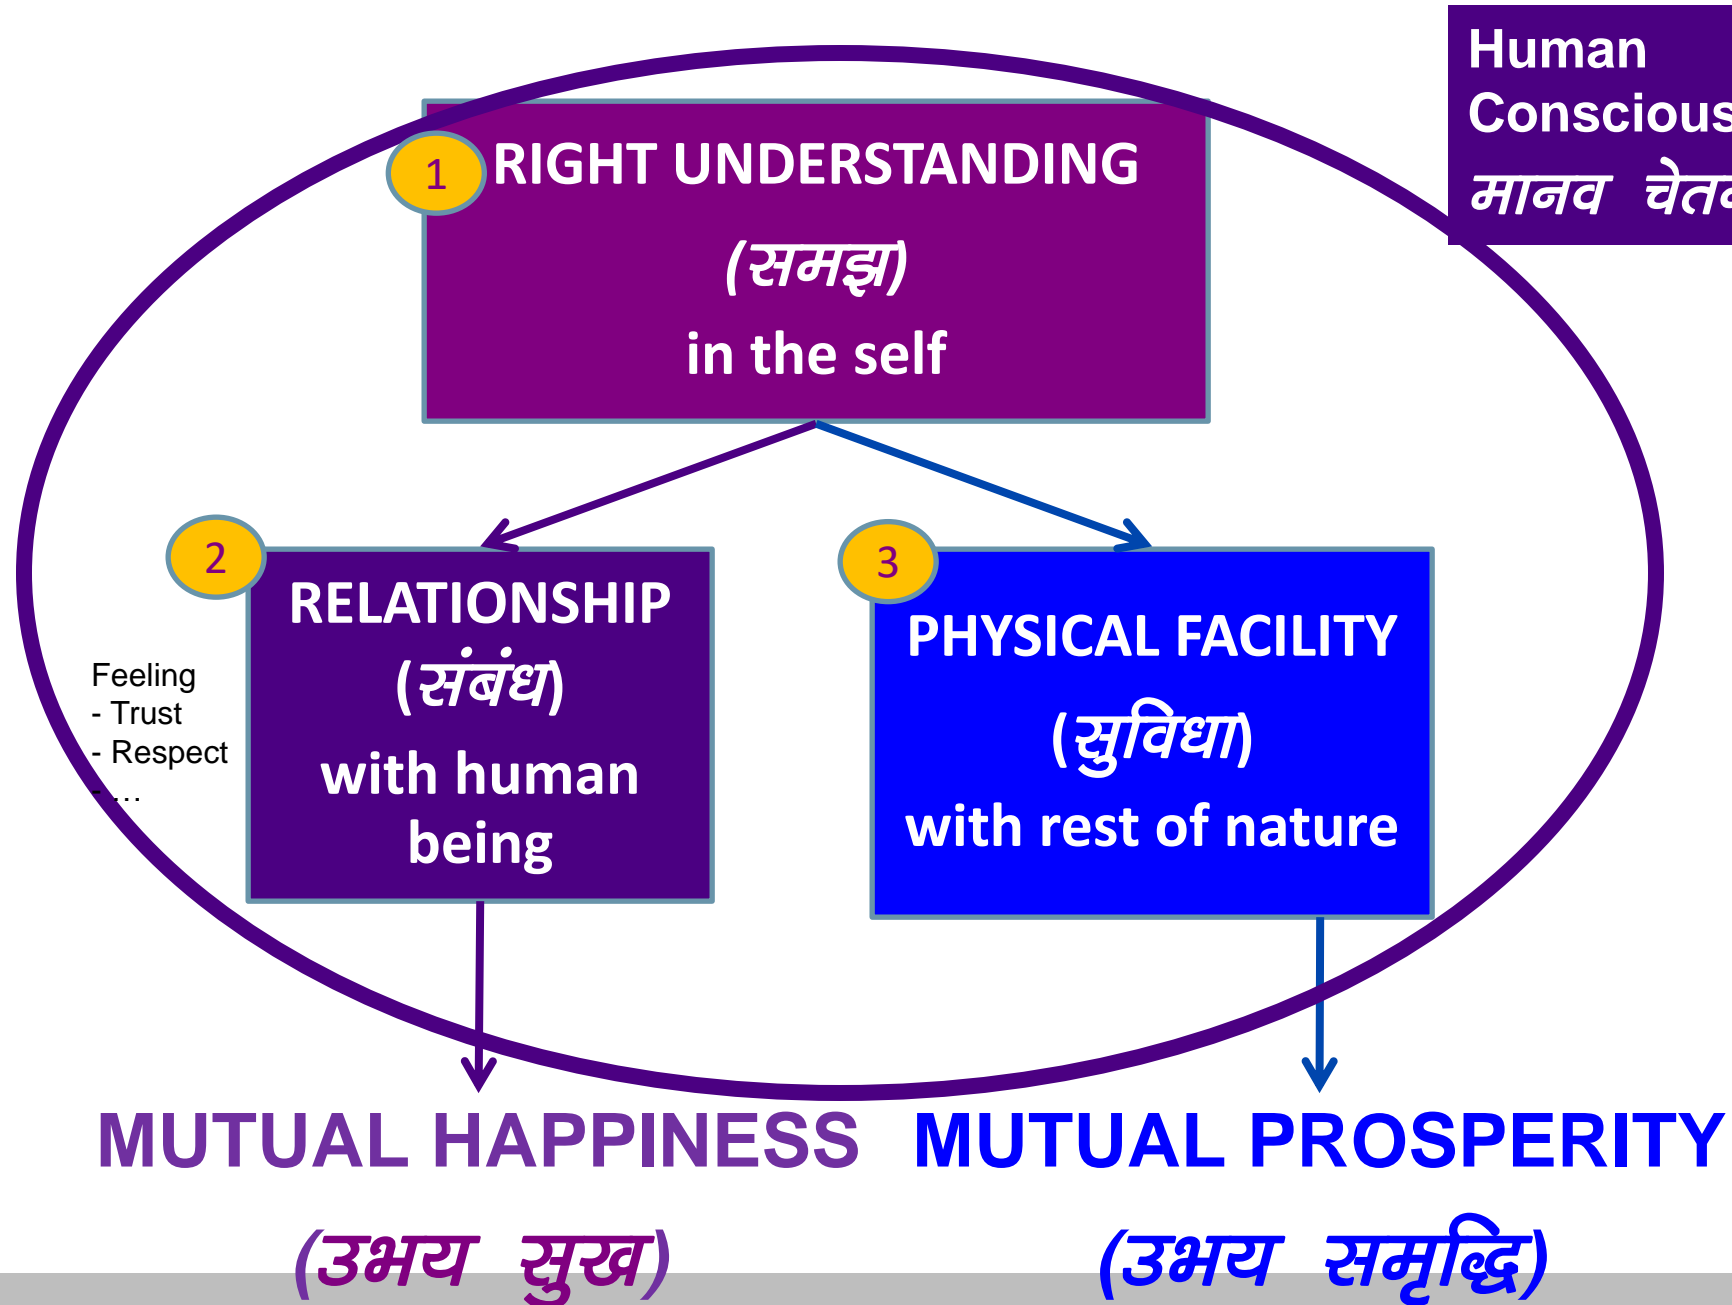 Human
मानव
1
RIGHT UNDERSTANDING
(समझ)
in the self
2
RELATIONSHIP
(संबंध)
with human
being
Feeling
- Trust
- Respect
- ...
3
PHYSICAL FACILITY
(सुविधा)
with rest of nature
MUTUAL HAPPINESS
(उभय सुख)
MUTUAL PROSPERITY
(उभय समृद्धि)